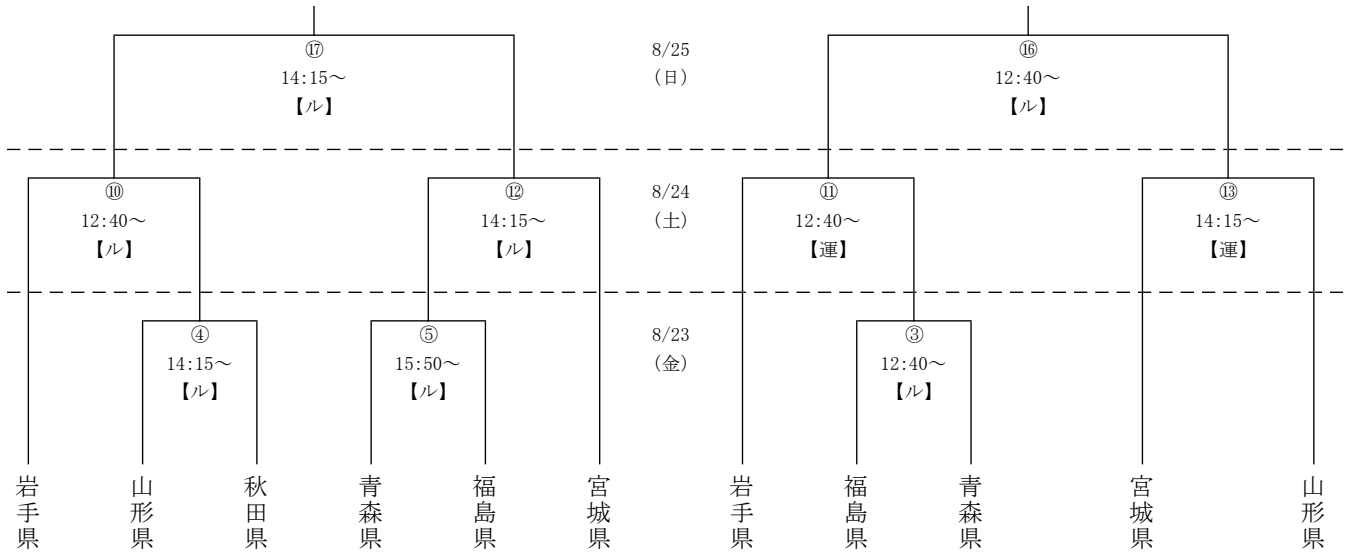 ⑰
14:15～
【ル】
8/25
(日)
⑯
12:40～
【ル】
⑩
12:40～
【ル】
⑫
14:15～
【ル】
8/24
(土)
⑪
12:40～
【運】
⑬
14:15～
【運】
④
14:15～
【ル】
⑤
15:50～
【ル】
8/23
(金)
③
12:40～
【ル】
岩手県
山形県
秋田県
青森県
福島県
宮城県
岩手県
福島県
青森県
宮城県
山形県